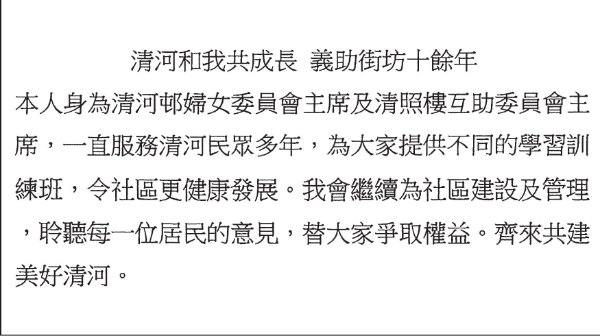 清河和我共成長 義助街坊十餘年
本人身為清河邨婦女委員會主席及清照樓互助委員會主
席，一直服務清河民眾多年，為大家提供不同的學習訓
練班，令社區更健康發展。我會繼續為社區建設及管理
，聆聽每一位居民的意見，替大家爭取權益。齊來共建
美好清河。